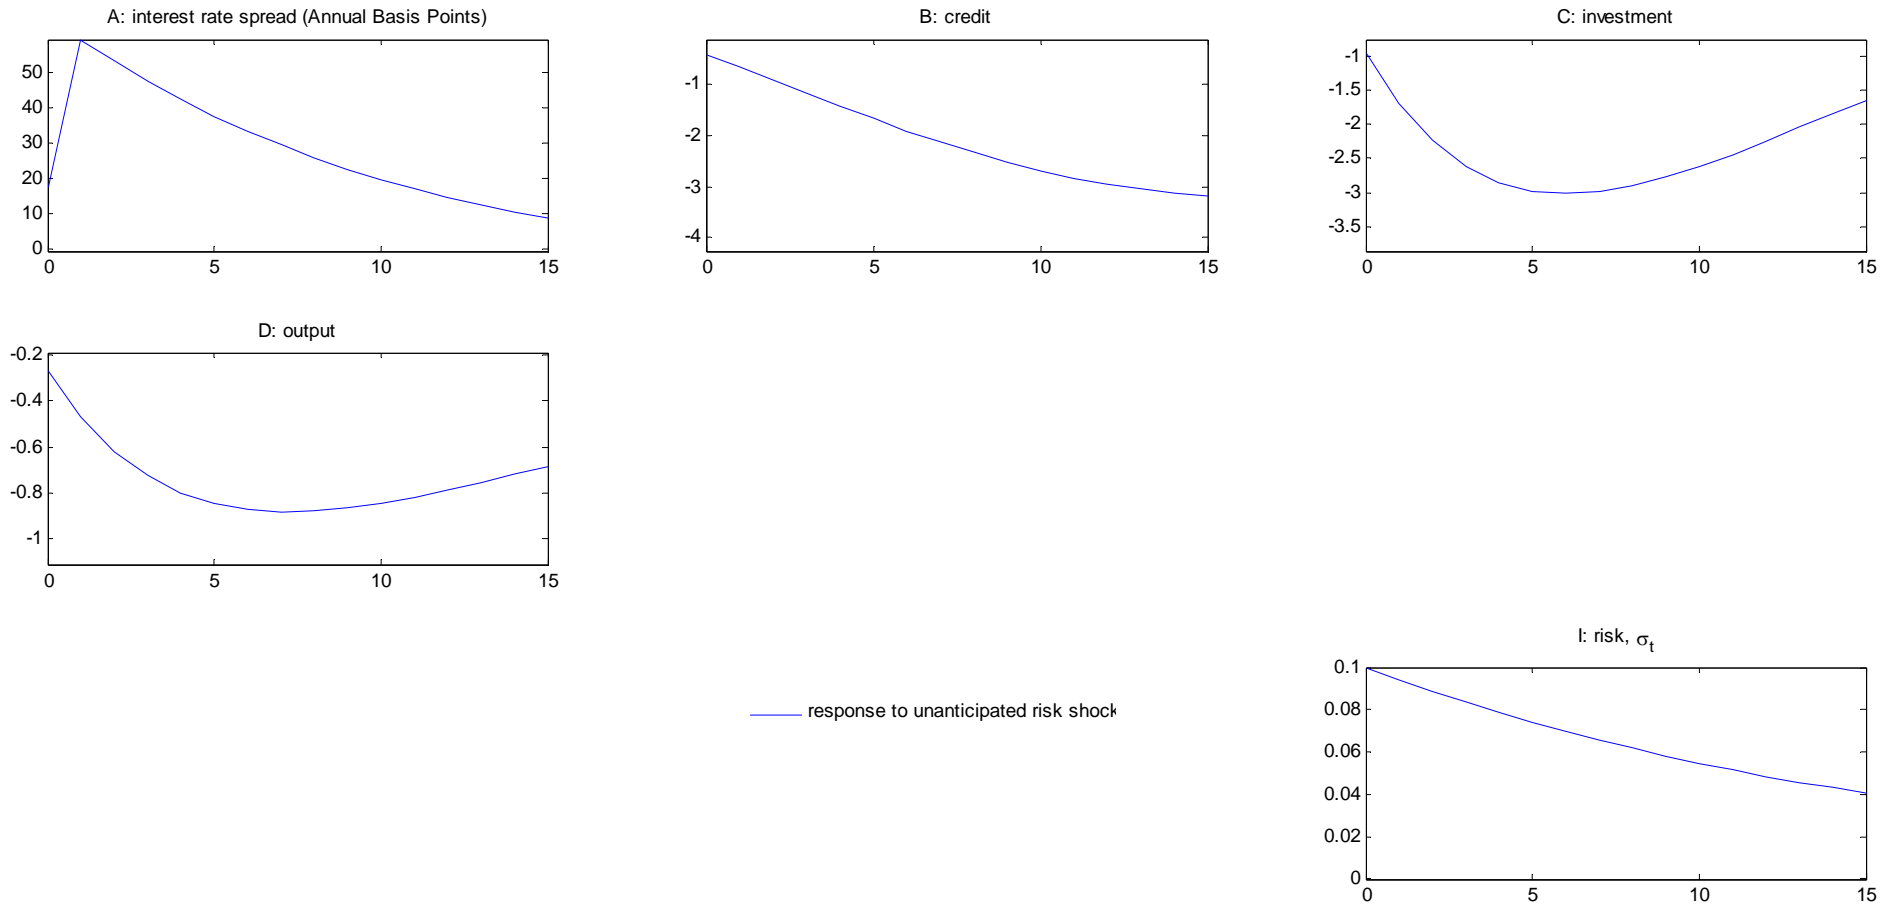 A: interest rate spread (Annual Basis Points)
50
40
30
20
10
0
0 5 10 15
B: credit
-1
-2
-3
-4
0 5 10 15
C: investment
-1
-1.5
-2
-2.5
-3
-3.5
0 5 10 15
D: output
-0.2
-0.4
-0.6
-0.8
-1
0 5 10 15
response to unanticipated risk shock
I: risk, σt
0.1
0.08
0.06
0.04
0.02
0
0 5 10 15